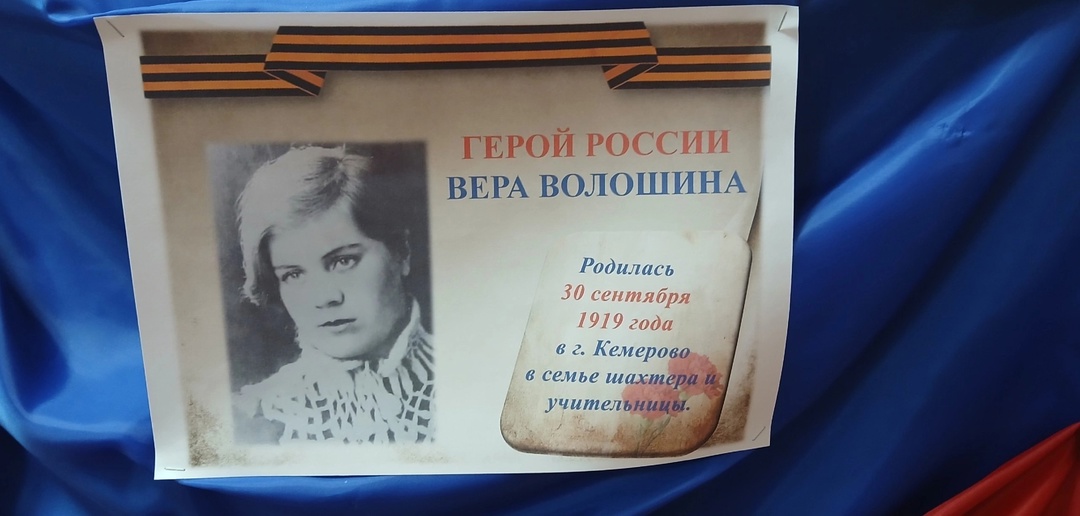 ГЕРОЙ РОССИИ
ВЕРА ВОЛОШИНА
Родилась
30 сентября
1919 года
в г. Кемерово
в семье шахтера и
учительницы.